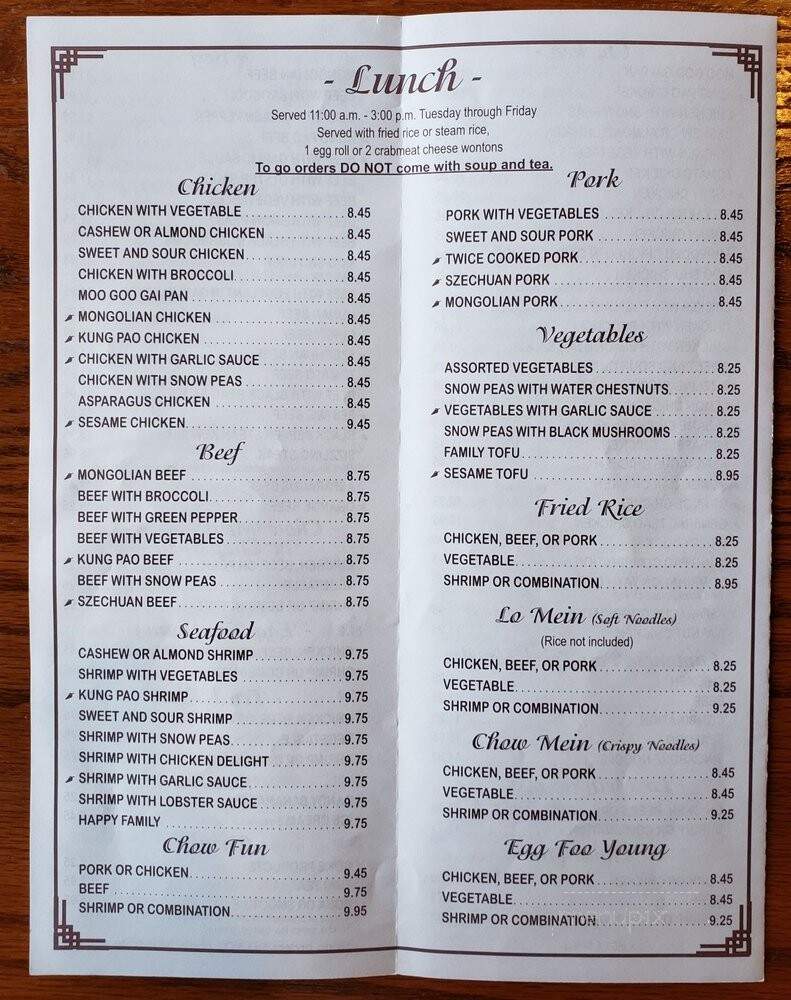 - Lunch -
Served 11:00 a.m. - 3:00 p.m. Tuesday through Friday
Served with fried rice or steam rice,
1 egg roll or 2 crabmeat cheese wontons
To go orders DO NOT come with soup and tea.
Chicken
CHICKEN WITH VEGETABLE 8.45
CASHEW OR ALMOND CHICKEN 8.45
SWEET AND SOUR CHICKEN 8.45
CHICKEN WITH BROCCOLI 8.45
MOO GOO GAI PAN 8.45
MONGOLIAN CHICKEN 8.45
KUNG PAO CHICKEN 8.45
CHICKEN WITH GARLIC SAUCE 8.45
CHICKEN WITH SNOW PEAS 8.45
ASPARAGUS CHICKEN 8.45
SESAME CHICKEN 9.45
Beef
MONGOLIAN BEEF 8.75
BEEF WITH BROCCOLI 8.75
BEEF WITH GREEN PEPPER 8.75
BEEF WITH VEGETABLES 8.75
KUNG PAO BEEF 8.75
BEEF WITH SNOW PEAS 8.75
SZECHUAN BEEF 8.75
Seafood
CASHEW OR ALMOND SHRIMP 9.75
SHRIMP WITH VEGETABLES 9.75
KUNG PAO SHRIMP 9.75
SWEET AND SOUR SHRIMP 9.75
SHRIMP WITH SNOW PEAS 9.75
SHRIMP WITH CHICKEN DELIGHT 9.75
SHRIMP WITH GARLIC SAUCE 9.75
SHRIMP WITH LOBSTER SAUCE 9.75
HAPPY FAMILY 9.75
Chow Fun
PORK OR CHICKEN 9.45
BEEF 9.75
SHRIMP OR COMBINATION 9.95
Pork
PORK WITH VEGETABLES 8.45
SWEET AND SOUR PORK 8.45
TWICE COOKED PORK 8.45
SZECHUAN PORK 8.45
MONGOLIAN PORK 8.45
Vegetables
ASSORTED VEGETABLES 8.25
SNOW PEAS WITH WATER CHESTNUTS 8.25
VEGETABLES WITH GARLIC SAUCE 8.25
SNOW PEAS WITH BLACK MUSHROOMS 8.25
FAMILY TOFU 8.25
SESAME TOFU 8.95
Fried Rice
CHICKEN, BEEF, OR PORK 8.25
VEGETABLE 8.25
SHRIMP OR COMBINATION 8.95
Lo Mein (Soft Noodles)
(Rice not included)
CHICKEN, BEEF, OR PORK 8.25
VEGETABLE 8.25
SHRIMP OR COMBINATION 9.25
Chow Mein (Crispy Noodles)
CHICKEN, BEEF, OR PORK 8.45
VEGETABLE 8.45
SHRIMP OR COMBINATION 9.25
Egg Foo Young
CHICKEN, BEEF, OR PORK 8.45
VEGETABLE 8.45
SHRIMP OR COMBINATION 9.25